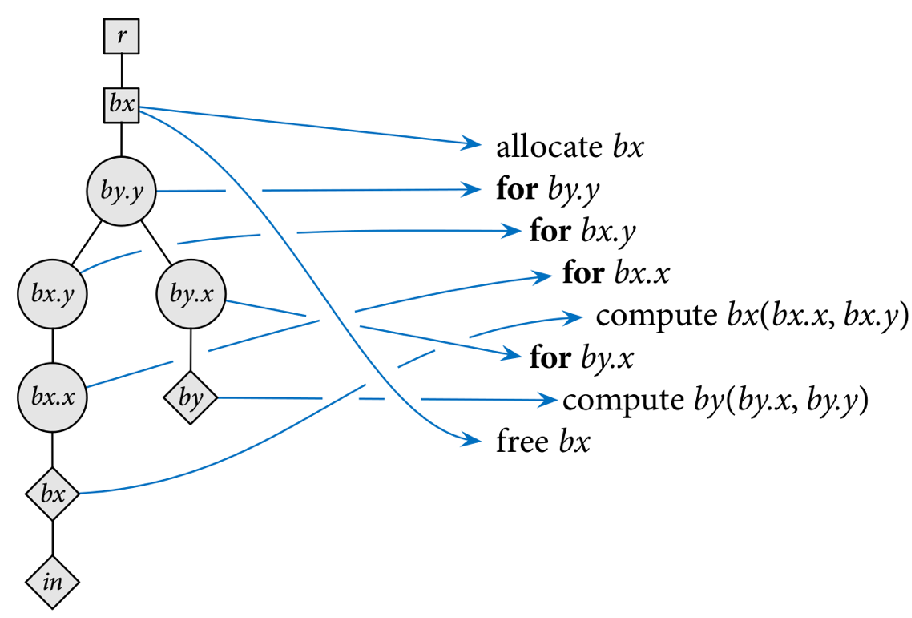 r
bx
allocate bx
by.y
for by.y
for bx.y
bx.y
by.x
for bx.x
compute bx(bx.x, bx.y)
for by.x
bx.x
by
compute by(by.x, by.y)
free bx
bx
in